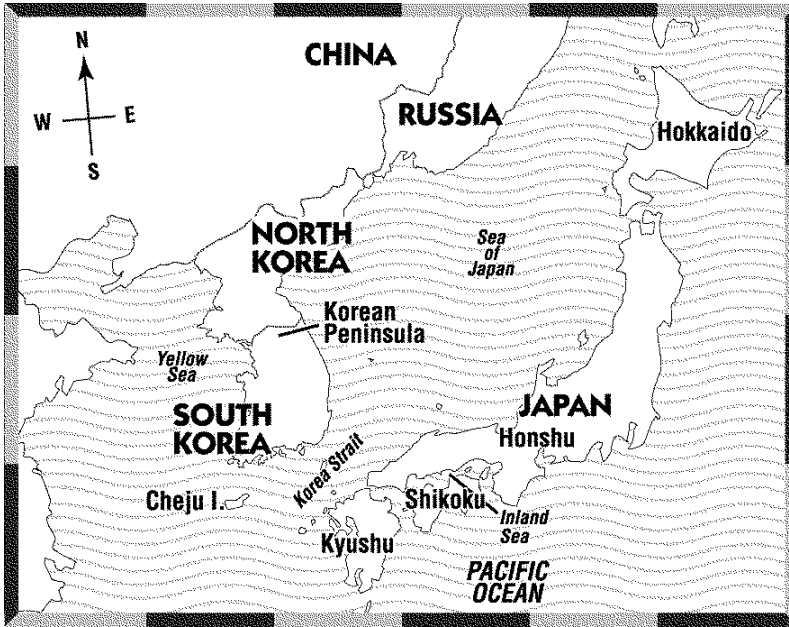 N
W E
S
CHINA
RUSSIA
Hokkaido
NORTH
KOREA
Sea
of
Japan
Korean
Peninsula
Yellow
Sea
SOUTH
KOREA
JAPAN
Honshu
Korea Strait
Cheju I.
Shikoku
Inland
Sea
Kyushu
PACIFIC
OCEAN